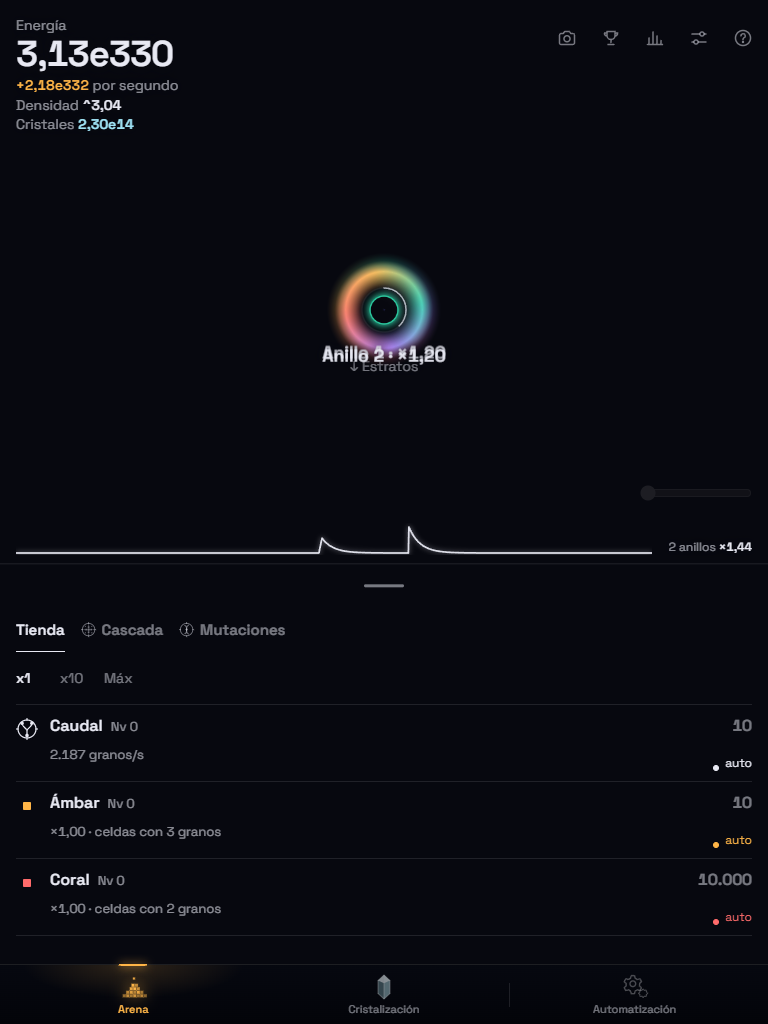 Energía
3,13e330
+2,18e332 por segundo
Densidad ^3,04
Cristales 2,30e14
Anillo 2 · ×1,20
↓ Estratos
2 anillos ×1,44
Tienda
Cascada
Mutaciones
x1
x10
Máx
Caudal Nv 0
10
2.187 granos/s
auto
Ámbar Nv 0
10
×1,00 · celdas con 3 granos
auto
Coral Nv 0
10.000
×1,00 · celdas con 2 granos
auto
Arena
Cristalización
Automatización